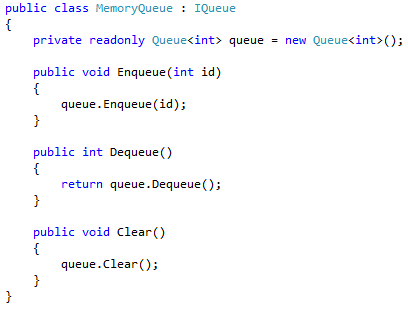 public class MemoryQueue : IQueue
{
    private readonly Queue<int> queue = new Queue<int>();

    public void Enqueue(int id)
    {
        queue.Enqueue(id);
    }

    public int Dequeue()
    {
        return queue.Dequeue();
    }

    public void Clear()
    {
        queue.Clear();
    }
}